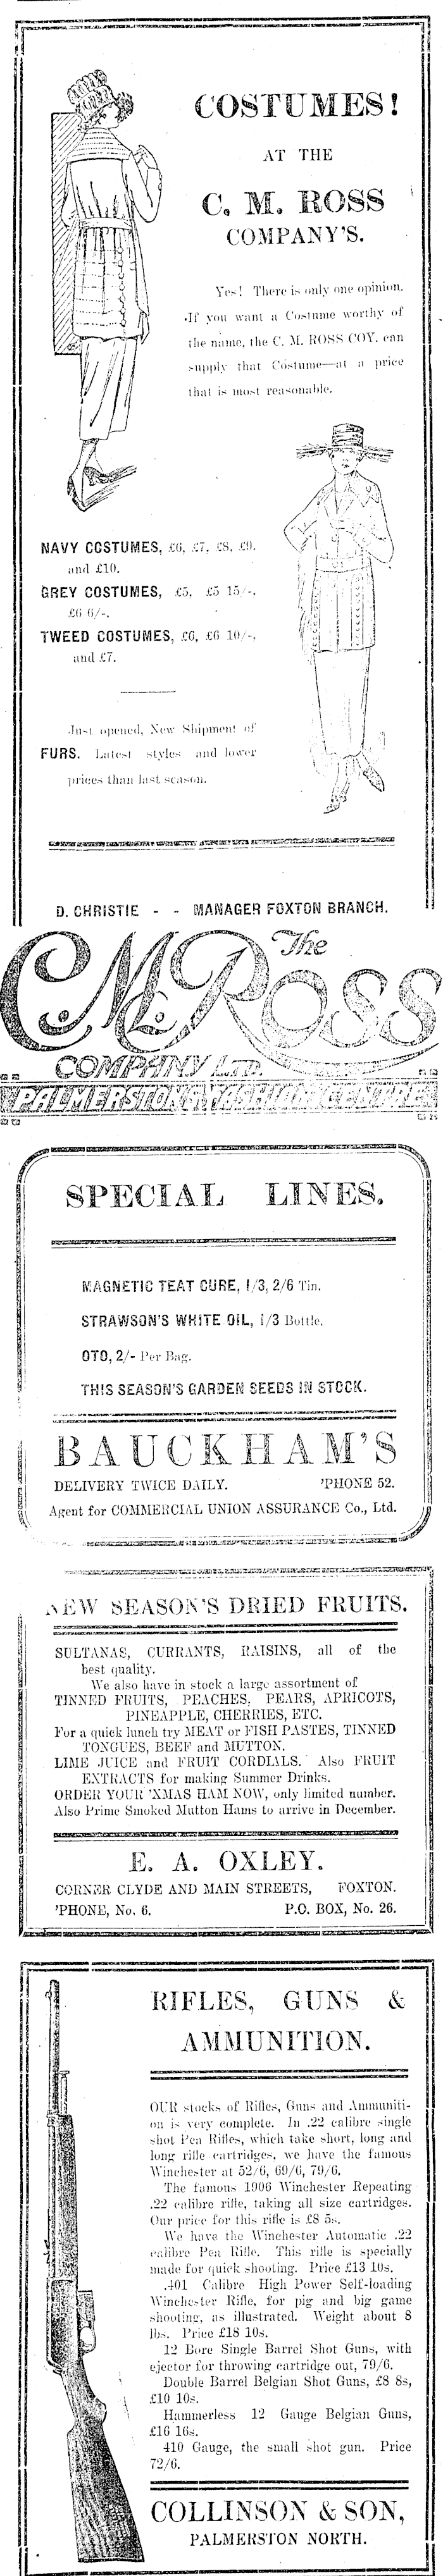 COSTUMES!
AT THE
C. M. ROSS
COMPANY'S.
Yes! There is only one opinion.
If you want a Costume worthy of
the name, the C. M. ROSS COY. can
supply that Costume—at a price
that is most reasonable.
NAVY COSTUMES, £6, £7, £8, £9,
and £10.
GREY COSTUMES, £5, £5 15/-,
£6 6/-.
TWEED COSTUMES, £6, £6 10/-,
and £7.
Just opened, New Shipment of
FURS. Latest styles and lower
prices than last season.
D. CHRISTIE - - MANAGER FOXTON BRANCH.
The
C.M. ROSS
COMPANY LTD.
PALMERSTON'S FASHION CENTRE
SPECIAL LINES.
MAGNETIC TEAT CURE, 1/3, 2/6 Tin.
STRAWSON'S WHITE OIL, 1/3 Bottle.
OTO, 2/- Per Bag.
THIS SEASON'S GARDEN SEEDS IN STOCK.
BAUCKHAM'S
DELIVERY TWICE DAILY. 'PHONE 52.
Agent for COMMERCIAL UNION ASSURANCE Co., Ltd.
NEW SEASON'S DRIED FRUITS.
SULTANAS, CURRANTS, RAISINS, all of the
best quality.
We also have in stock a large assortment of
TINNED FRUITS, PEACHES, PEARS, APRICOTS,
PINEAPPLE, CHERRIES, ETC.
For a quick lunch try MEAT or FISH PASTES, TINNED
TONGUES, BEEF and MUTTON.
LIME JUICE and FRUIT CORDIALS. Also FRUIT
EXTRACTS for making Summer Drinks.
ORDER YOUR 'XMAS HAM NOW, only limited number.
Also Prime Smoked Mutton Hams to arrive in December.
E. A. OXLEY.
CORNER CLYDE AND MAIN STREETS, FOXTON.
'PHONE, No. 6. P.O. BOX, No. 26.
RIFLES, GUNS &
AMMUNITION.
OUR stocks of Rifles, Guns and Ammuniti-
on is very complete. In .22 calibre single
shot Pea Rifles, which take short, long and
long rifle cartridges, we have the famous
Winchester at 52/6, 69/6, 79/6.
The famous 1906 Winchester Repeating
.22 calibre rifle, taking all size cartridges.
Our price for this rifle is £8 5s.
We have the Winchester Automatic .22
calibre Pea Rifle. This rifle is specially
made for quick shooting. Price £13 10s.
.401 Calibre High Power Self-loading
Winchester Rifle, for pig and big game
shooting, as illustrated. Weight about 8
lbs. Price £18 10s.
12 Bore Single Barrel Shot Guns, with
ejector for throwing cartridge out, 79/6.
Double Barrel Belgian Shot Guns, £8 8s,
£10 10s.
Hammerless 12 Gauge Belgian Guns,
£16 16s.
410 Gauge, the small shot gun. Price
72/6.
COLLINSON & SON,
PALMERSTON NORTH.